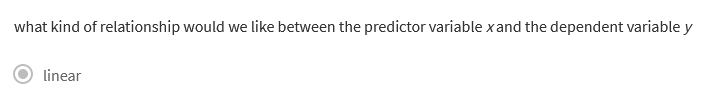 what kind of relationship would we like between the predictor variable x and the dependent variable y
linear